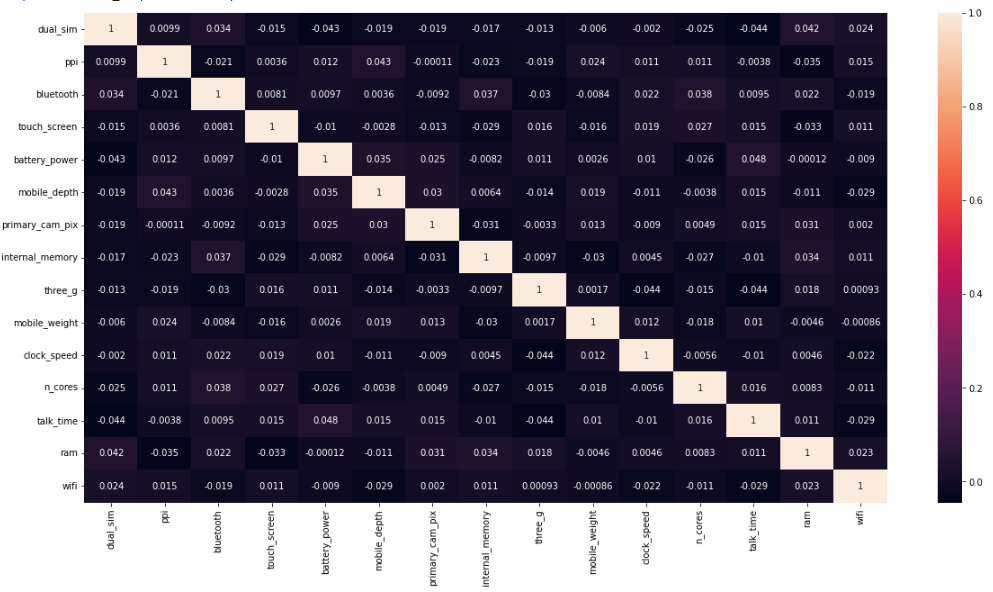 dual_sim 1 0.0099 0.034 -0.015 -0.043 -0.019 -0.019 -0.017 -0.013 -0.006 -0.002 -0.025 -0.044 0.042 0.024
ppi 0.0099 1 -0.021 0.0036 0.012 0.043 -0.00011 -0.023 -0.019 0.024 0.011 0.011 -0.0038 -0.035 0.015
bluetooth 0.034 -0.021 1 0.0081 0.0097 0.0036 -0.0092 0.037 -0.03 -0.0084 0.022 0.038 0.0095 0.022 -0.019
touch_screen -0.015 0.0036 0.0081 1 -0.01 -0.0028 -0.013 -0.029 0.016 -0.016 0.019 0.027 0.015 -0.033 0.011
battery_power -0.043 0.012 0.0097 -0.01 1 0.035 0.025 -0.0082 0.011 0.0026 0.01 -0.026 0.048 -0.00012 -0.009
mobile_depth -0.019 0.043 0.0036 -0.0028 0.035 1 0.03 0.0064 -0.014 0.019 -0.011 -0.0038 0.015 -0.011 -0.029
primary_cam_pix -0.019 -0.00011 -0.0092 -0.013 0.025 0.03 1 -0.031 -0.0033 0.013 -0.009 0.0049 0.015 0.031 0.002
internal_memory -0.017 -0.023 0.037 -0.029 -0.0082 0.0064 -0.031 1 -0.0097 -0.03 0.0045 -0.027 -0.01 0.034 0.011
three_g -0.013 -0.019 -0.03 0.016 0.011 -0.014 -0.0033 -0.0097 1 0.0017 -0.044 -0.015 -0.044 0.018 0.00093
mobile_weight -0.006 0.024 -0.0084 -0.016 0.0026 0.019 0.013 -0.03 0.0017 1 0.012 -0.018 0.01 -0.0046 -0.00086
clock_speed -0.002 0.011 0.022 0.019 0.01 -0.011 -0.009 0.0045 -0.044 0.012 1 -0.0056 -0.01 0.0046 -0.022
n_cores -0.025 0.011 0.038 0.027 -0.026 -0.0038 0.0049 -0.027 -0.015 -0.018 -0.0056 1 0.016 0.0083 -0.011
talk_time -0.044 -0.0038 0.0095 0.015 0.048 0.015 0.015 -0.01 -0.044 0.01 -0.01 0.016 1 0.011 -0.029
ram 0.042 -0.035 0.022 -0.033 -0.00012 -0.011 0.031 0.034 0.018 -0.0046 0.0046 0.0083 0.011 1 0.023
wifi 0.024 0.015 -0.019 0.011 -0.009 -0.029 0.002 0.011 0.00093 -0.00086 -0.022 -0.011 -0.029 0.023 1
dual_sim ppi bluetooth touch_screen battery_power mobile_depth primary_cam_pix internal_memory three_g mobile_weight clock_speed n_cores talk_time ram wifi
1.0
0.8
0.6
0.4
0.2
0.0